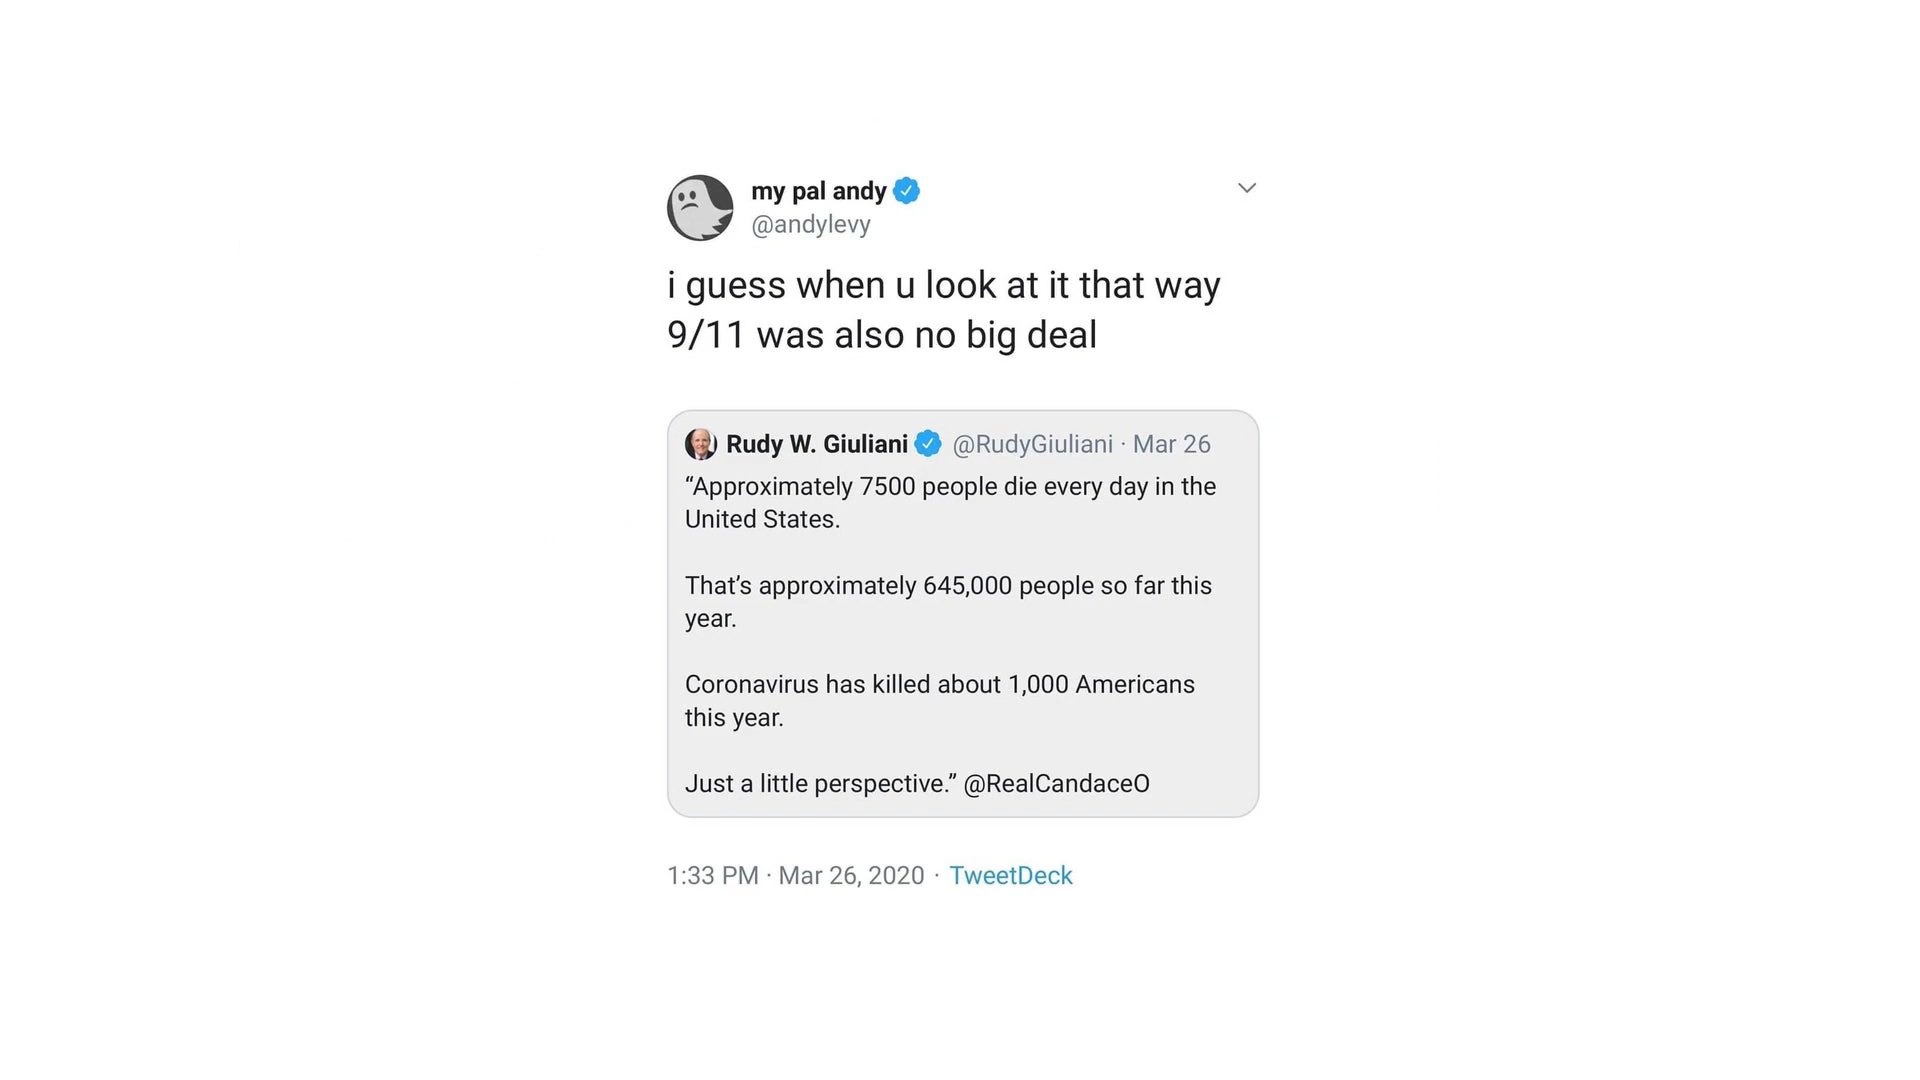 my pal andy
@andylevy
i guess when u look at it that way
9/11 was also no big deal
Rudy W. Giuliani @RudyGiuliani · Mar 26
“Approximately 7500 people die every day in the
United States.
That’s approximately 645,000 people so far this
year.
Coronavirus has killed about 1,000 Americans
this year.
Just a little perspective.” @RealCandaceO
1:33 PM · Mar 26, 2020 · TweetDeck